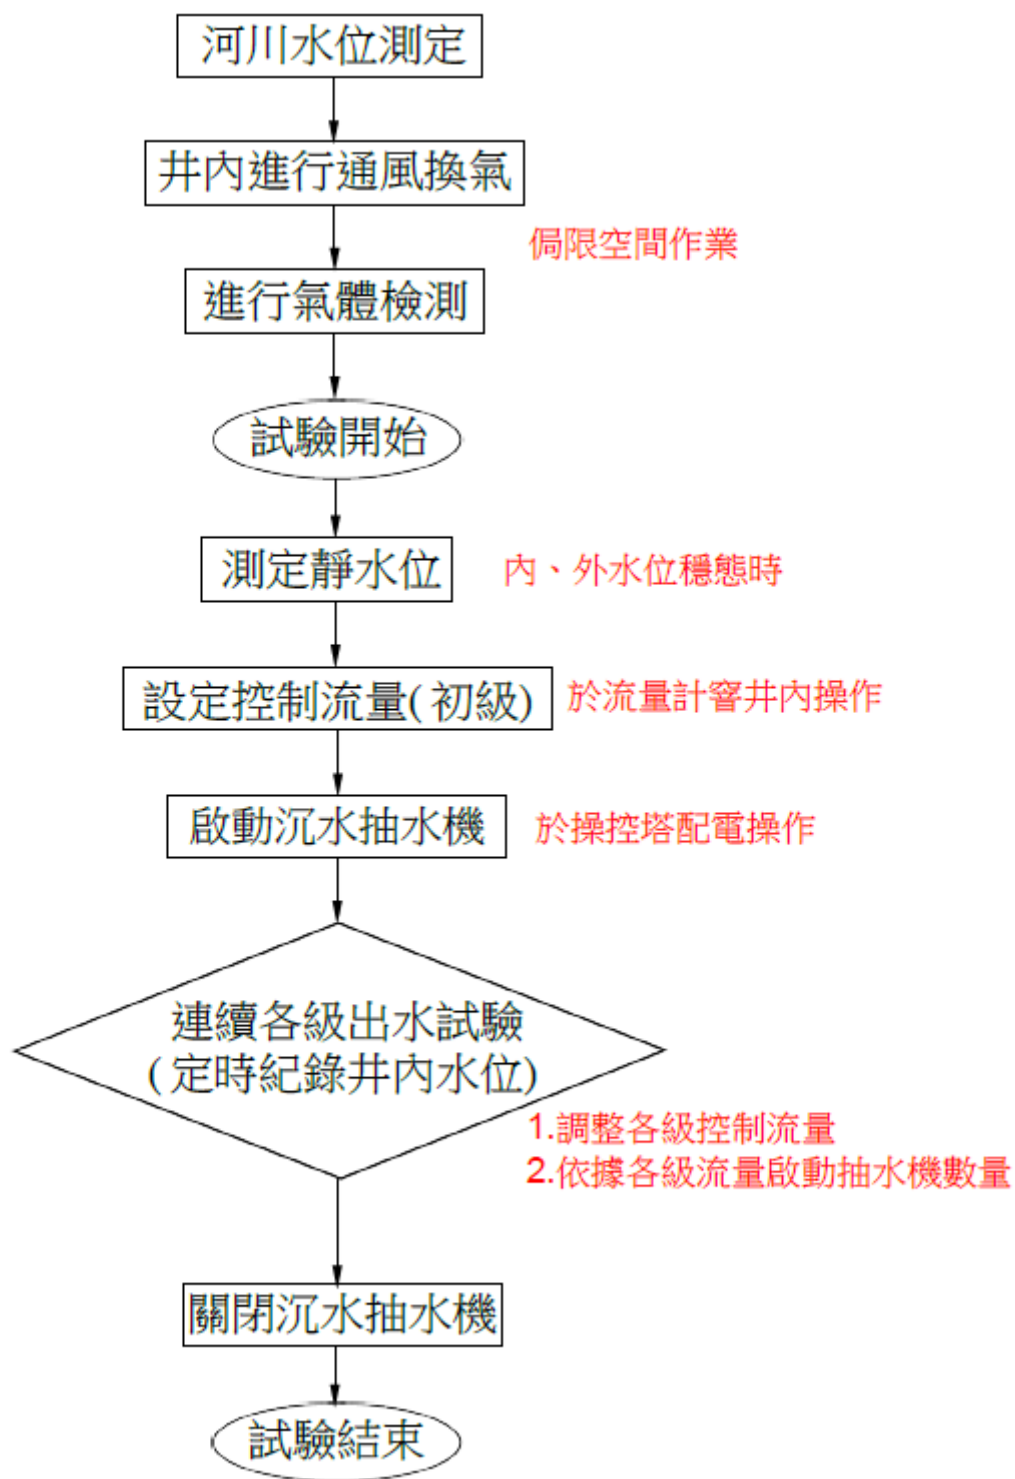 河川水位測定
井內進行通風換氣
侷限空間作業
進行氣體檢測
試驗開始
測定靜水位
內、外水位穩態時
設定控制流量(初級)
於流量計窨井內操作
啟動沉水抽水機
於操控塔配電操作
連續各級出水試驗
(定時紀錄井內水位)
1.調整各級控制流量
2.依據各級流量啟動抽水機數量
關閉沉水抽水機
試驗結束